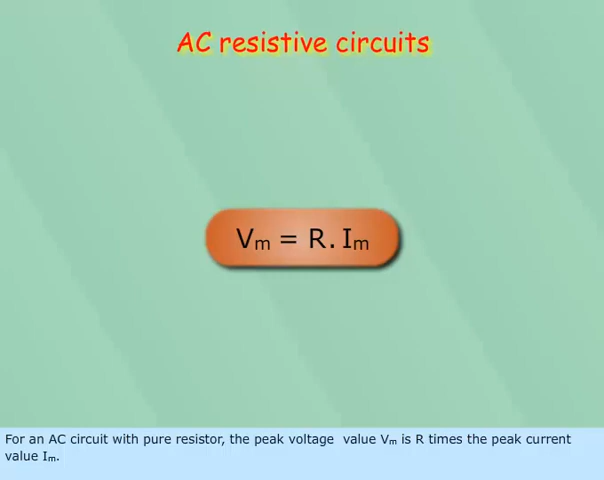 AC resistive circuits
Vₘ = R. Iₘ
For an AC circuit with pure resistor, the peak voltage  value Vₘ is R times the peak current
value Iₘ.